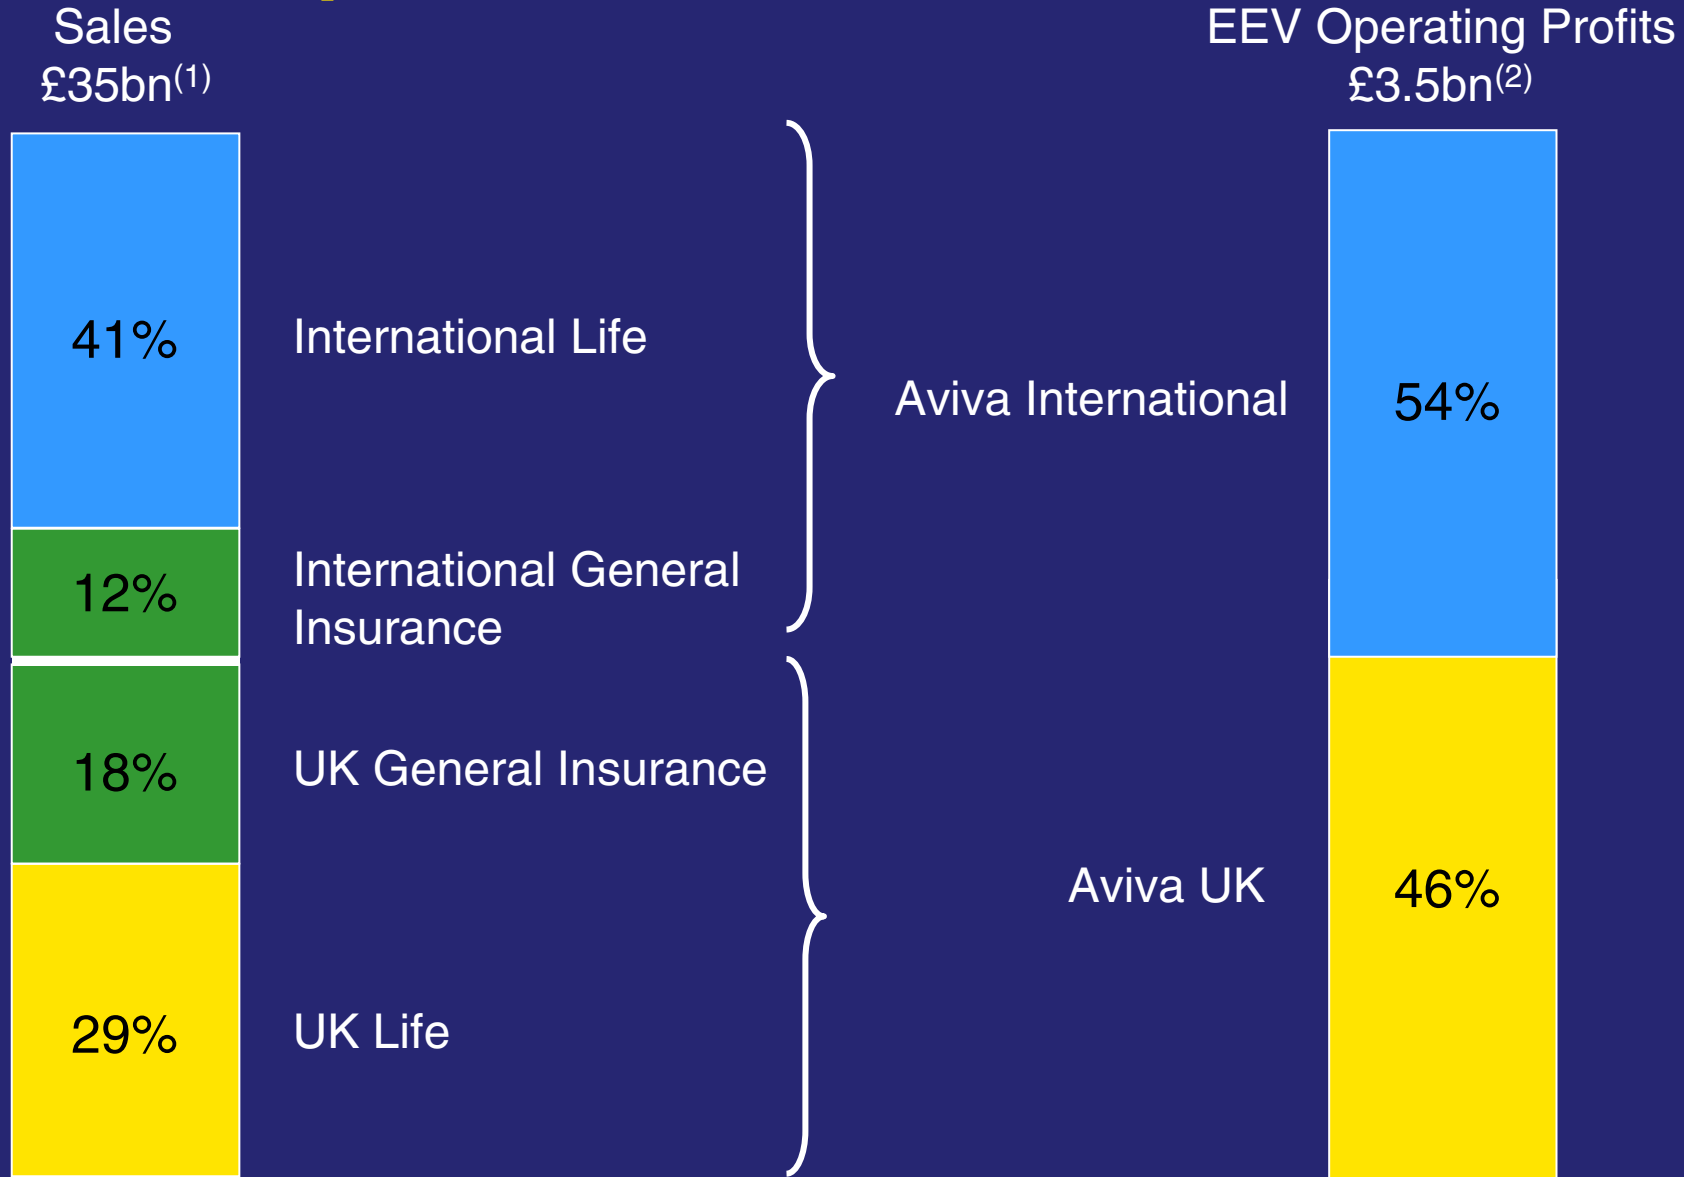 Sales
£35bn(1)
EEV Operating Profits
£3.5bn(2)
41%
International Life
12%
International General
Insurance
18%
UK General Insurance
29%
UK Life
Aviva International
54%
Aviva UK
46%